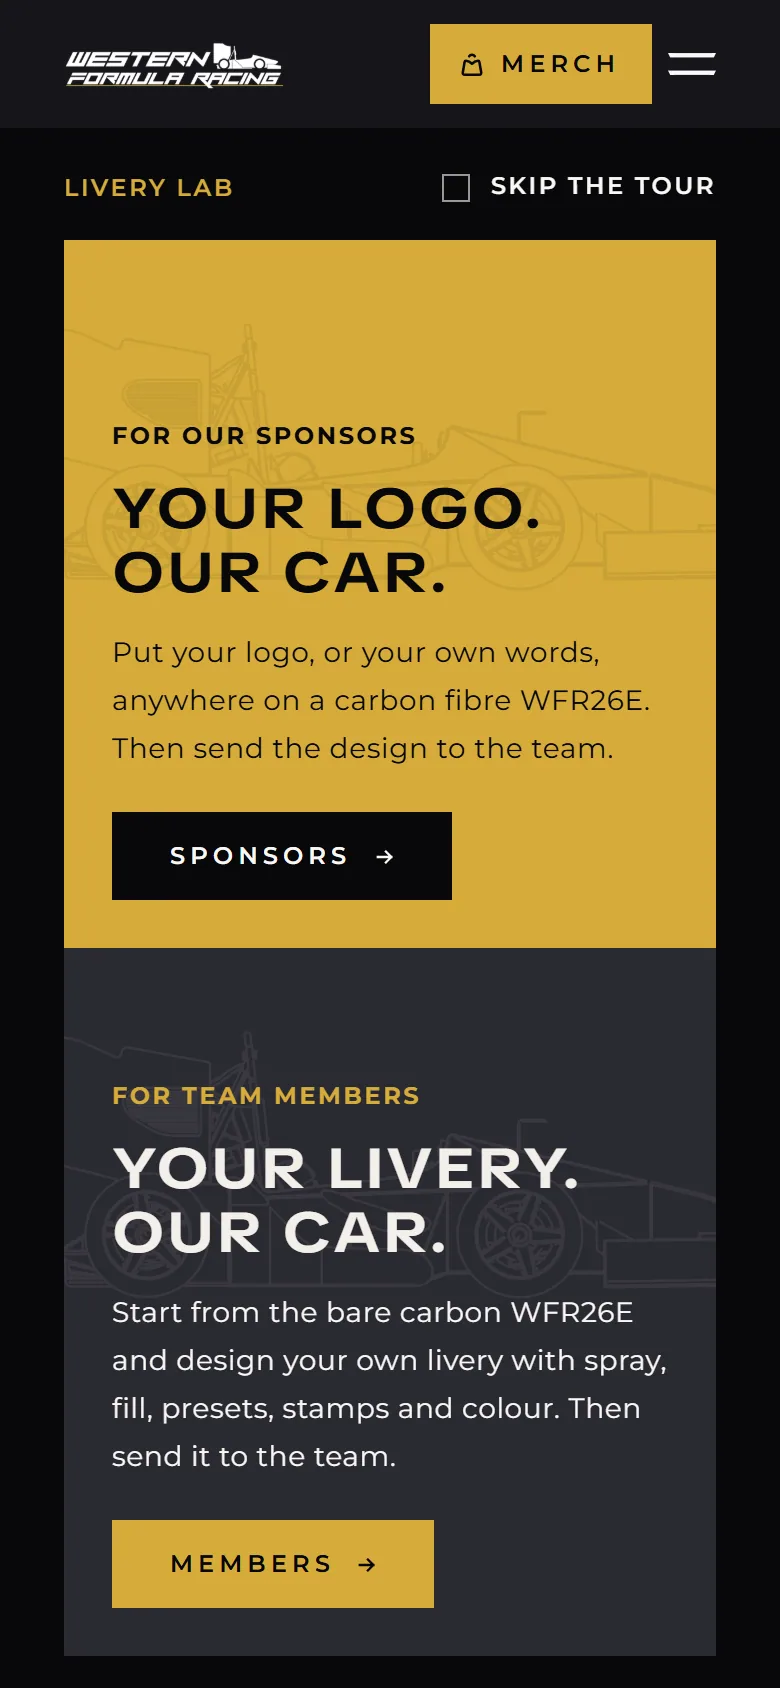 WESTERN
FORMULA RACING
MERCH
LIVERY LAB
SKIP THE TOUR
FOR OUR SPONSORS
YOUR LOGO.
OUR CAR.
Put your logo, or your own words,
anywhere on a carbon fibre WFR26E.
Then send the design to the team.
SPONSORS →
FOR TEAM MEMBERS
YOUR LIVERY.
OUR CAR.
Start from the bare carbon WFR26E
and design your own livery with spray,
fill, presets, stamps and colour. Then
send it to the team.
MEMBERS →